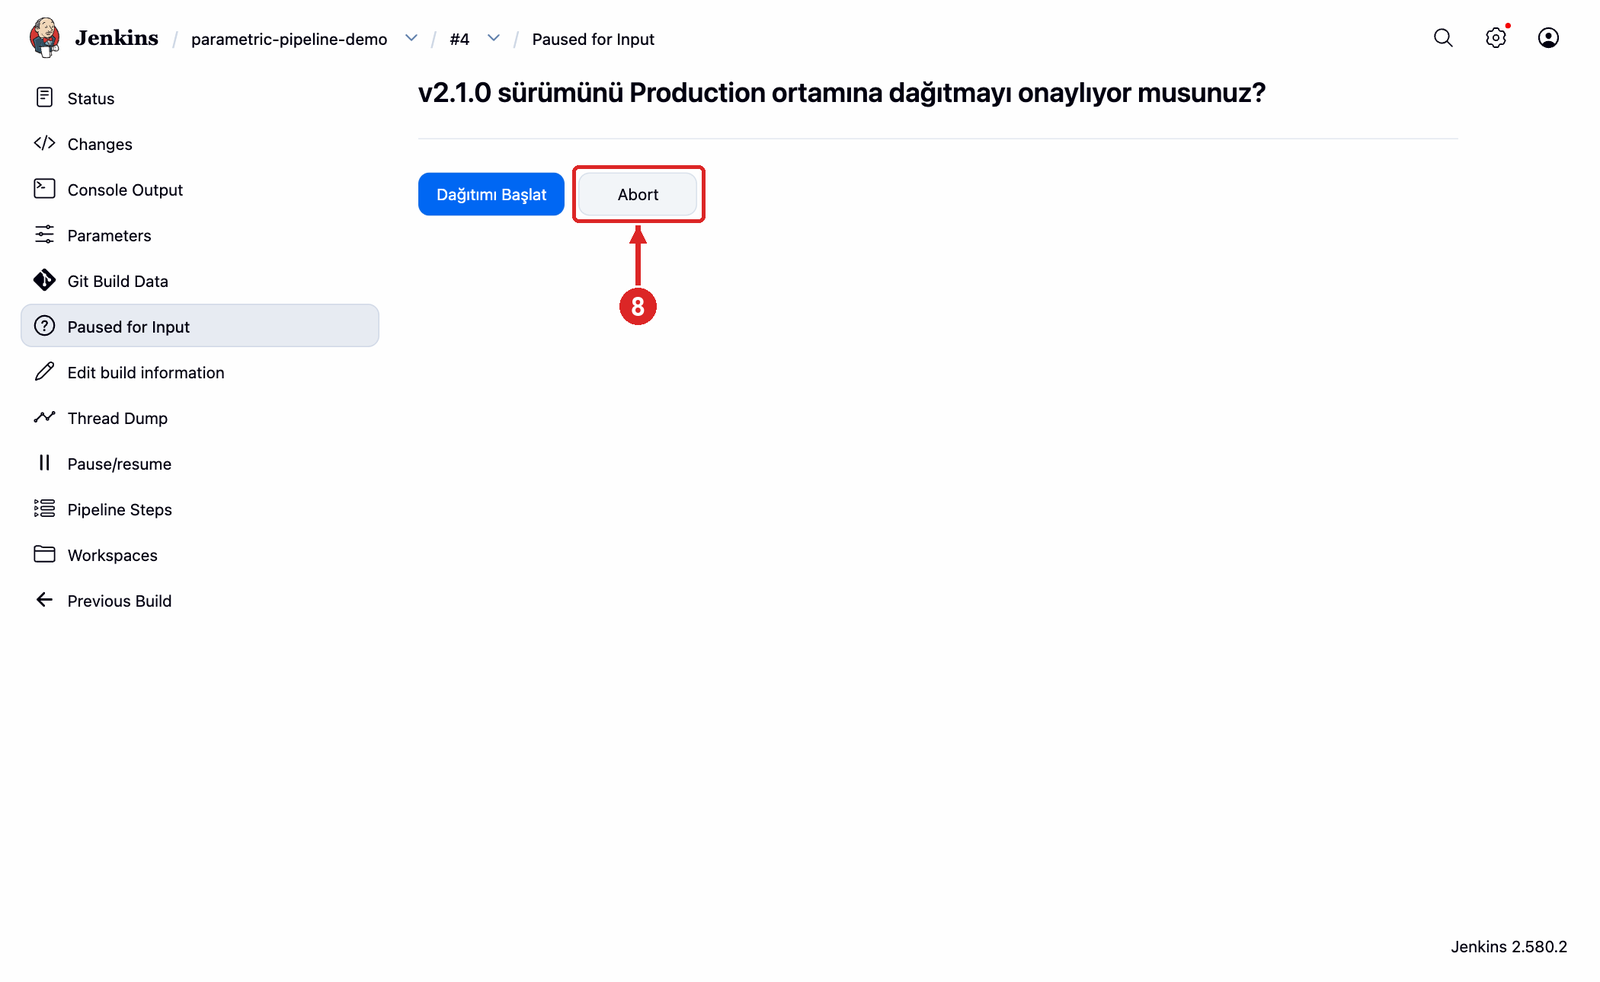 Jenkins / parametric-pipeline-demo / #4 / Paused for Input
Status
Changes
Console Output
Parameters
Git Build Data
Paused for Input
Edit build information
Thread Dump
Pause/resume
Pipeline Steps
Workspaces
Previous Build
v2.1.0 sürümünü Production ortamına dağıtmayı onaylıyor musunuz?
Dağıtımı Başlat
Abort
8
Jenkins 2.580.2